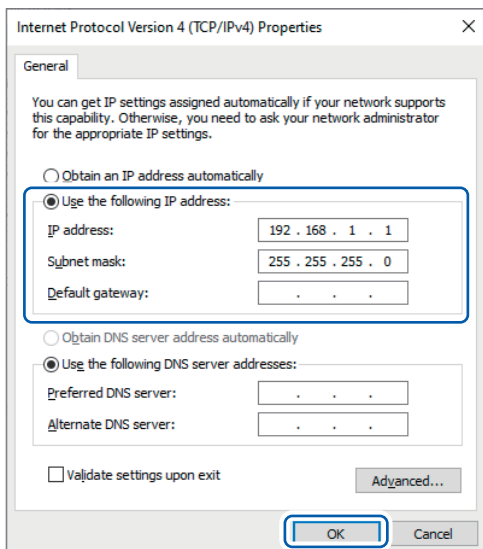 Internet Protocol Version 4 (TCP/IPv4) Properties
General
You can get IP settings assigned automatically if your network supports
this capability. Otherwise, you need to ask your network administrator
for the appropriate IP settings.
Obtain an IP address automatically
Use the following IP address:
IP address: 192 . 168 . 1 . 1
Subnet mask: 255 . 255 . 255 . 0
Default gateway: . . .
Obtain DNS server address automatically
Use the following DNS server addresses:
Preferred DNS server: . . .
Alternate DNS server: . . .
Validate settings upon exit
Advanced...
OK Cancel